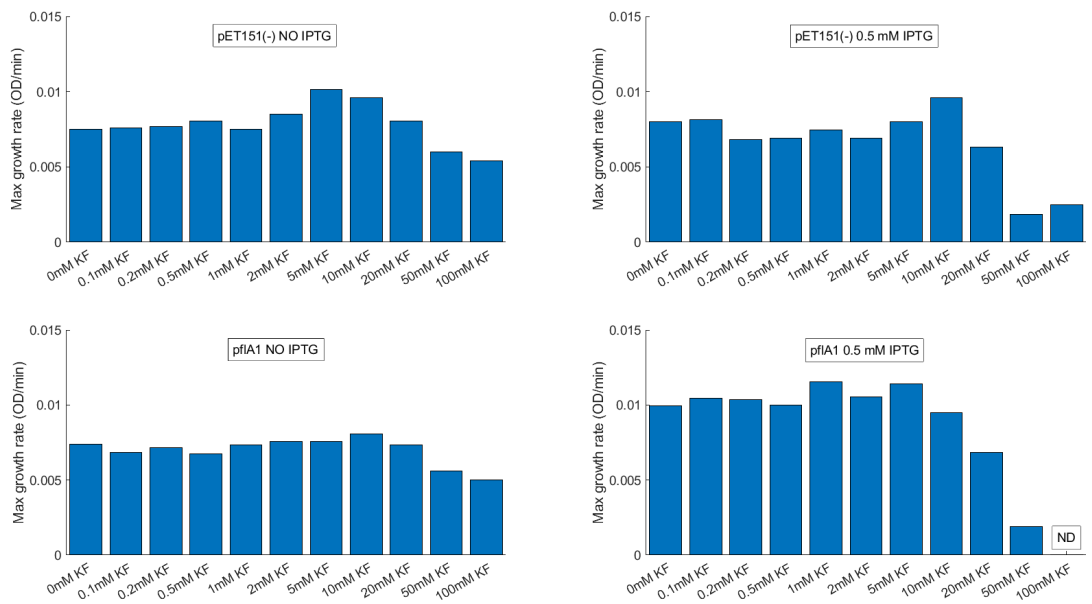 pET151(-) NO IPTG
Max growth rate (OD/min)
0.015
0.01
0.005
0
0mM KF
0.1mM KF
0.2mM KF
0.5mM KF
1mM KF
2mM KF
5mM KF
10mM KF
20mM KF
50mM KF
100mM KF
pET151(-) 0.5 mM IPTG
Max growth rate (OD/min)
0.015
0.01
0.005
0
0mM KF
0.1mM KF
0.2mM KF
0.5mM KF
1mM KF
2mM KF
5mM KF
10mM KF
20mM KF
50mM KF
100mM KF
pflA1 NO IPTG
Max growth rate (OD/min)
0.015
0.01
0.005
0
0mM KF
0.1mM KF
0.2mM KF
0.5mM KF
1mM KF
2mM KF
5mM KF
10mM KF
20mM KF
50mM KF
100mM KF
pflA1 0.5 mM IPTG
Max growth rate (OD/min)
0.015
0.01
0.005
0
ND
0mM KF
0.1mM KF
0.2mM KF
0.5mM KF
1mM KF
2mM KF
5mM KF
10mM KF
20mM KF
50mM KF
100mM KF